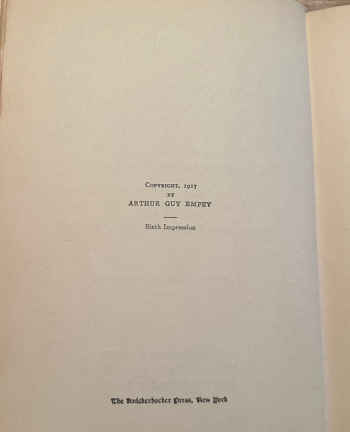 COPYRIGHT, 1917
BY
ARTHUR GUY EMPEY
Sixth Impression
The Knickerbocker Press, New York